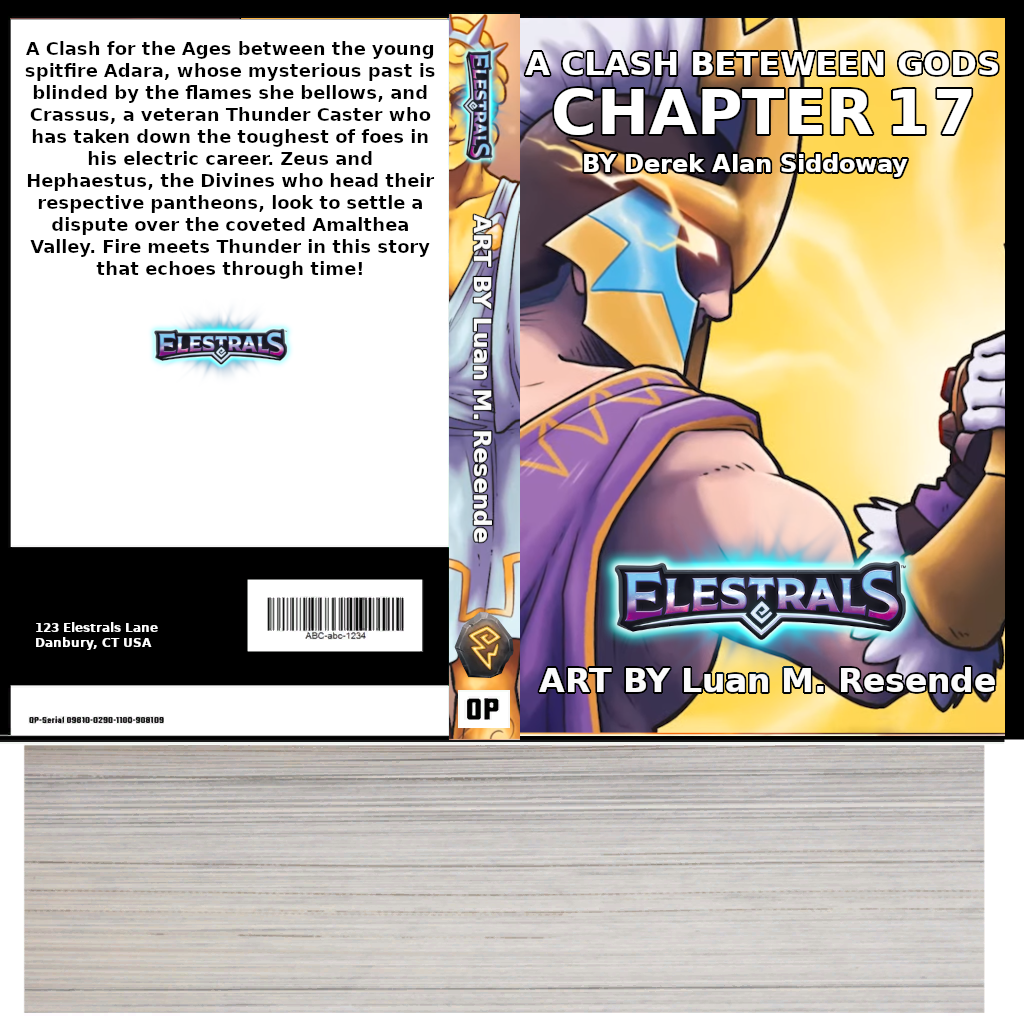 A Clash for the Ages between the young
spitfire Adara, whose mysterious past is
blinded by the flames she bellows, and
Crassus, a veteran Thunder Caster who
has taken down the toughest of foes in
his electric career. Zeus and
Hephaestus, the Divines who head their
respective pantheons, look to settle a
dispute over the coveted Amalthea
Valley. Fire meets Thunder in this story
that echoes through time!
ELESTRALS
123 Elestrals Lane
Danbury, CT USA
ABC-abc-1234
OP-Serial 09810-0290-1100-908109
ELESTRALS
ART BY Luan M. Resende
OP
A CLASH BETEWEEN GODS
CHAPTER 17
BY Derek Alan Siddoway
ELESTRALS™
ART BY Luan M. Resende